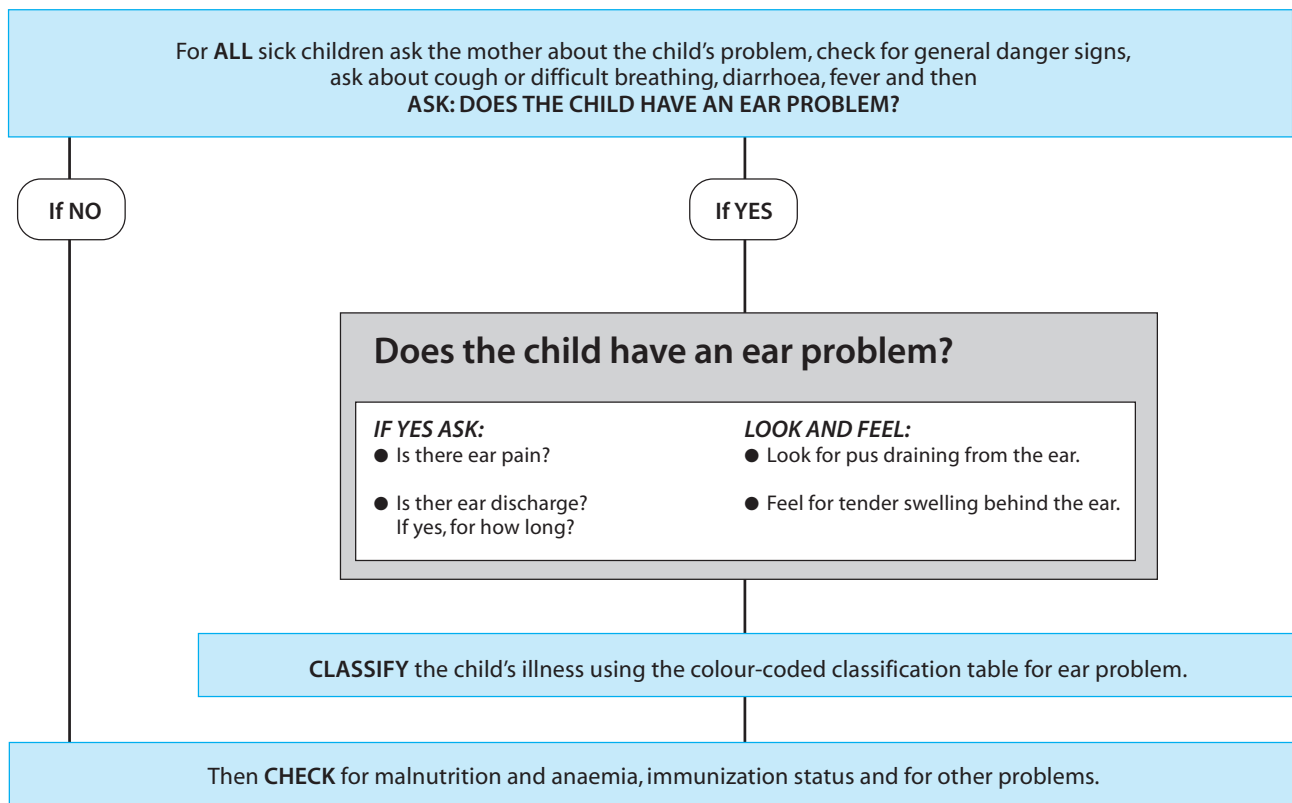 For ALL sick children ask the mother about the child's problem, check for general danger signs,
ask about cough or difficult breathing, diarrhoea, fever and then
ASK: DOES THE CHILD HAVE AN EAR PROBLEM?
If NO
If YES
Does the child have an ear problem?
IF YES ASK:
● Is there ear pain?
● Is ther ear discharge?
If yes, for how long?
LOOK AND FEEL:
● Look for pus draining from the ear.
● Feel for tender swelling behind the ear.
CLASSIFY the child's illness using the colour-coded classification table for ear problem.
Then CHECK for malnutrition and anaemia, immunization status and for other problems.